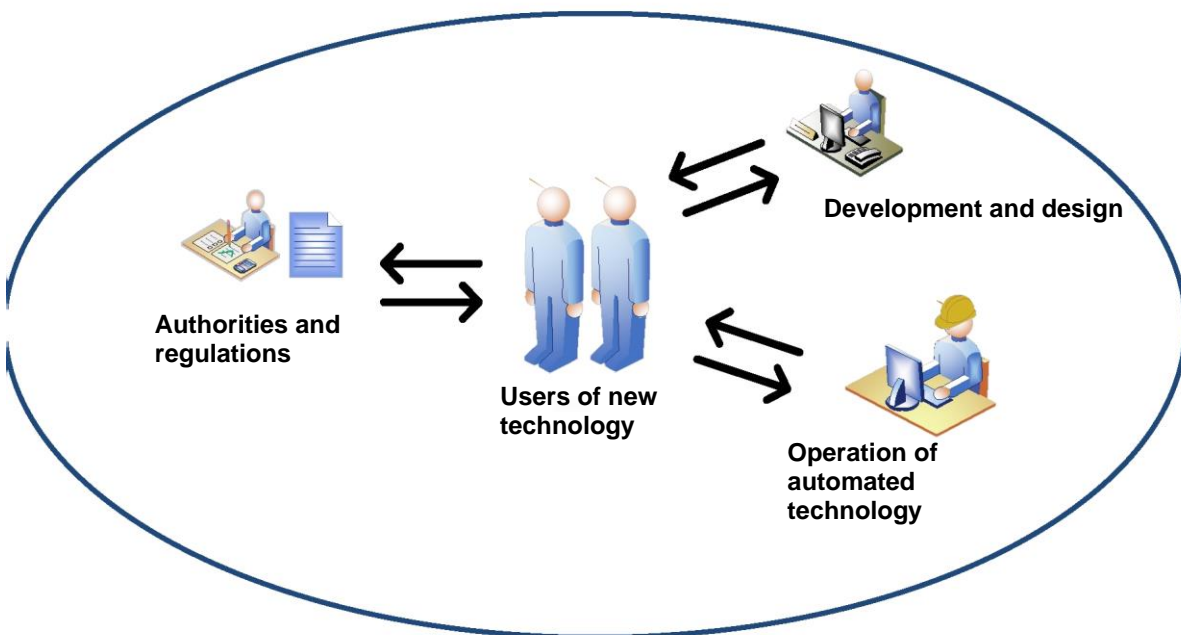 Development and design
Authorities and
regulations
Users of new
technology
Operation of
automated
technology